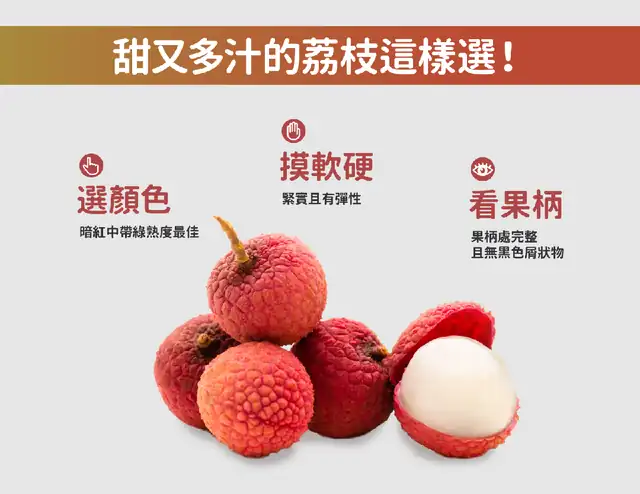 甜又多汁的荔枝這樣選！
選顏色
暗紅中帶綠熟度最佳
摸軟硬
緊實且有彈性
看果柄
果柄處完整
且無黑色屑狀物